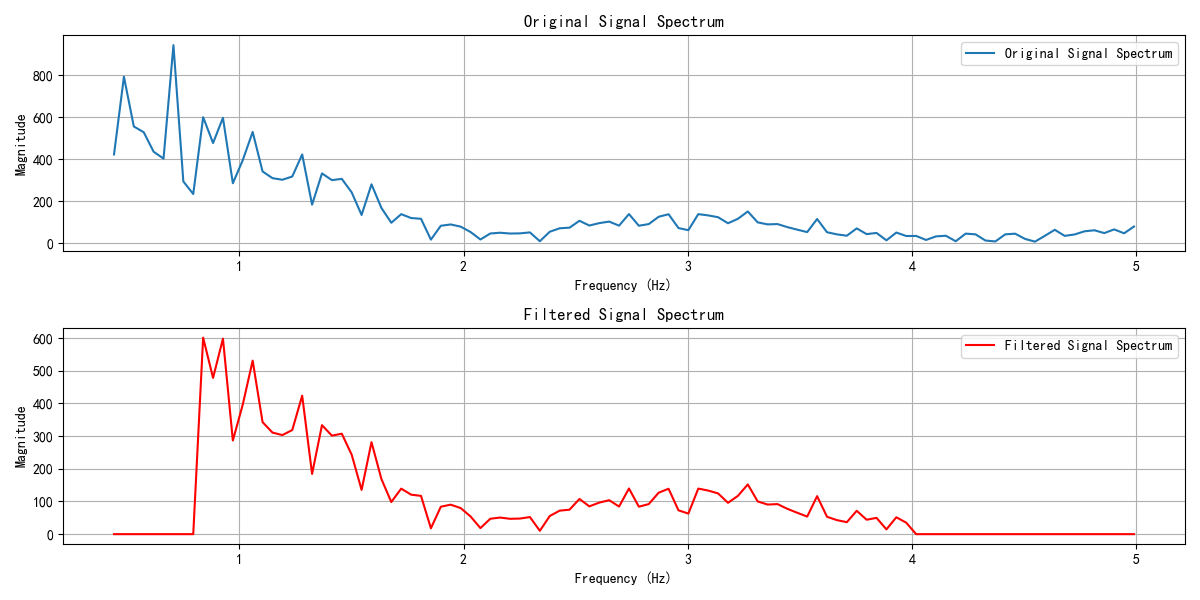 Original Signal Spectrum
Original Signal Spectrum
800
600
400
200
0
Magnitude
1 2 3 4 5
Frequency (Hz)
Filtered Signal Spectrum
Filtered Signal Spectrum
600
500
400
300
200
100
0
Magnitude
1 2 3 4 5
Frequency (Hz)